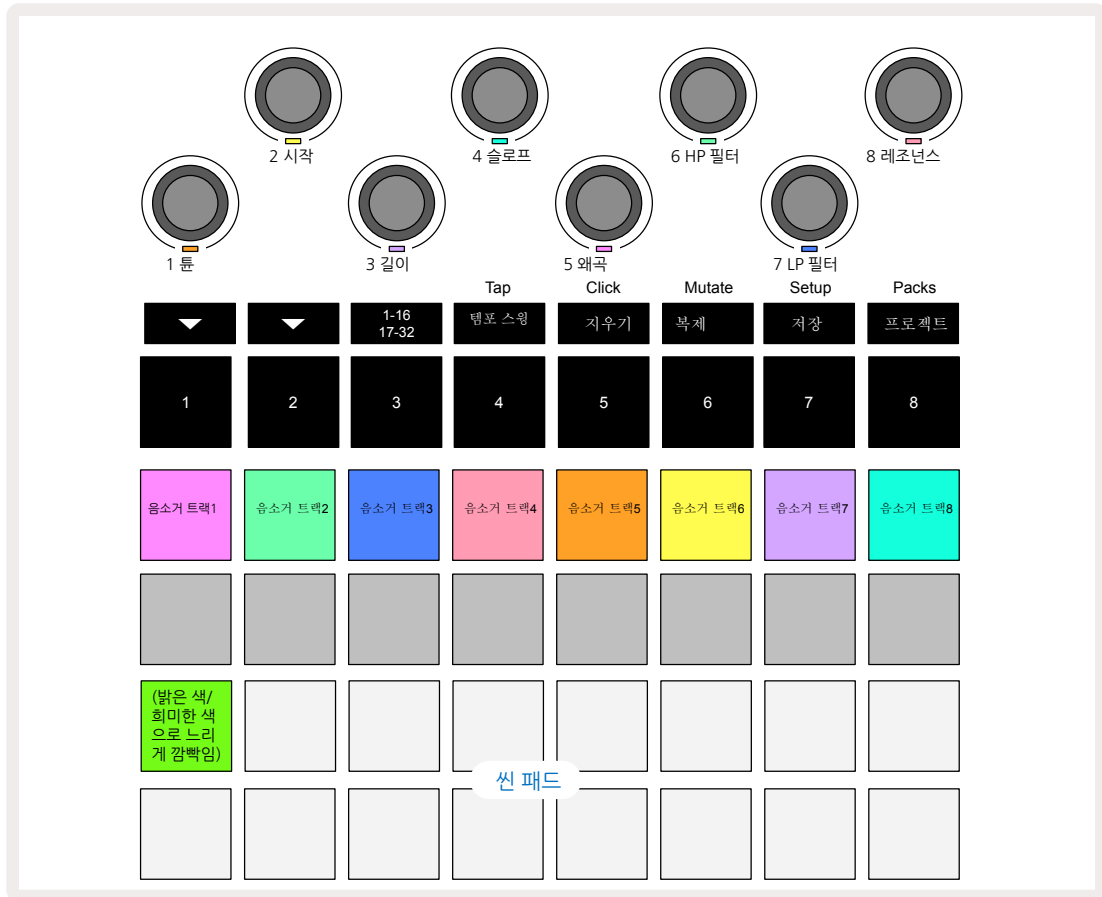 2 시작
4 슬로프
6 HP 필터
8 레조넌스
1 튠
3 길이
5 왜곡
7 LP 필터
Tap
Click
Mutate
Setup
Packs
1-16
17-32
템포 스윙
지우기
복제
저장
프로젝트
1
2
3
4
5
6
7
8
음소거 트랙1
음소거 트랙2
음소거 트랙3
음소거 트랙4
음소거 트랙5
음소거 트랙6
음소거 트랙7
음소거 트랙8
(밝은 색/
희미한 색
으로 느리
게 깜빡임)
씬 패드